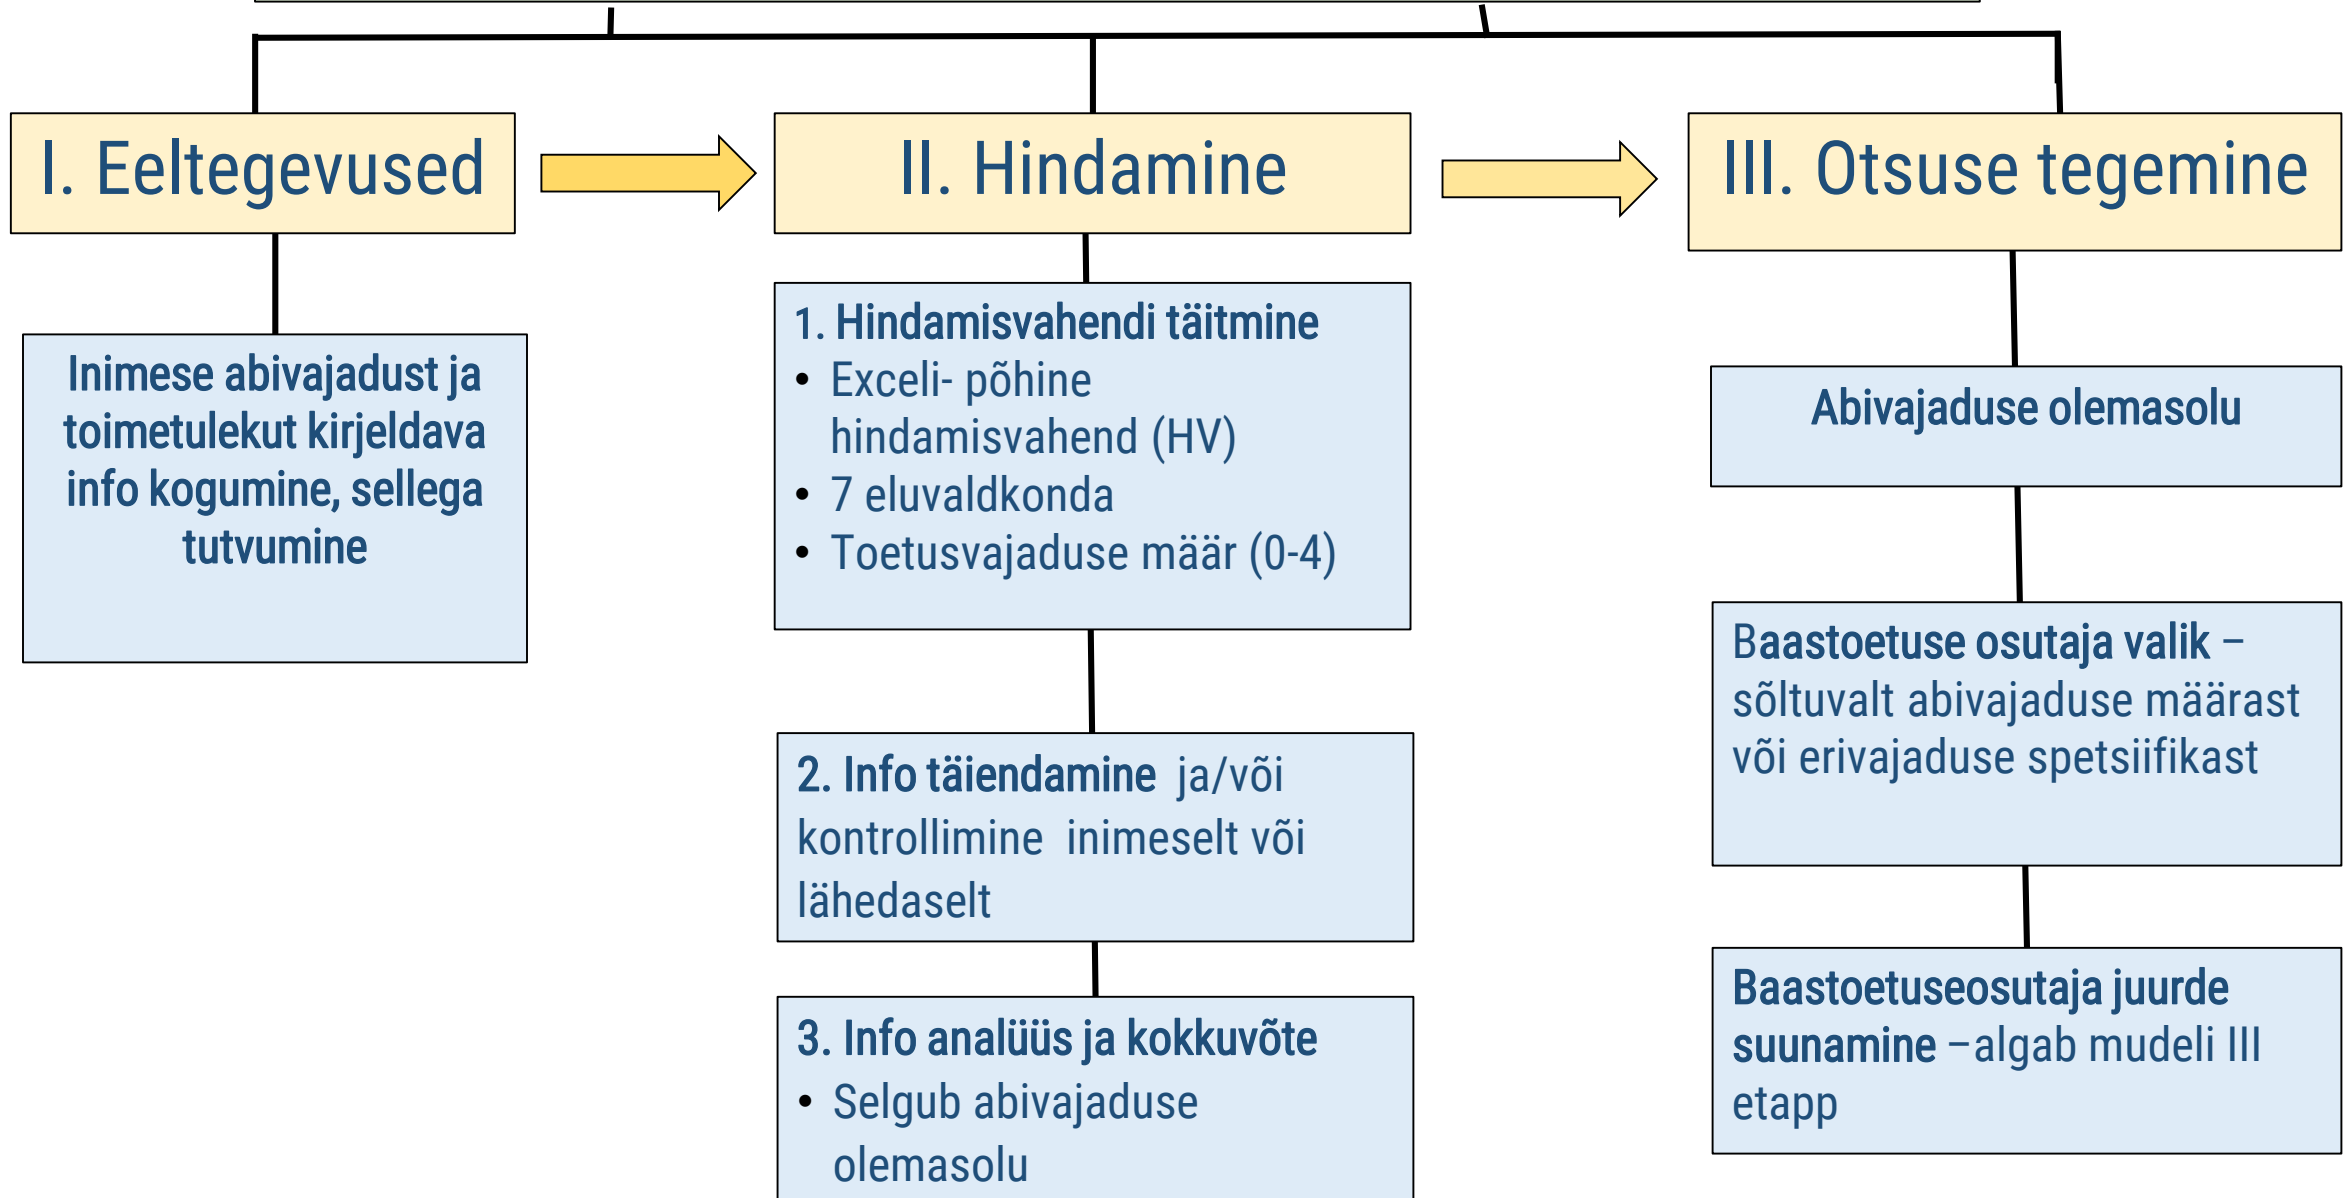 I. Eeltegevused
Inimese abivajadust ja
toimetulekut kirjeldava
info kogumine, sellega
tutvumine
II. Hindamine
1. Hindamisvahendi täitmine
• Exceli- põhine
hindamisvahend (HV)
• 7 eluvaldkonda
• Toetusvajaduse määr (0-4)
2. Info täiendamine ja/või
kontrollimine inimeselt või
lähedaselt
3. Info analüüs ja kokkuvõte
• Selgub abivajaduse
olemasolu
III. Otsuse tegemine
Abivajaduse olemasolu
Baastoetuse osutaja valik –
sõltuvalt abivajaduse määrast
või erivajaduse spetsiifikast
Baastoetuseosutaja juurde
suunamine –algab mudeli III
etapp